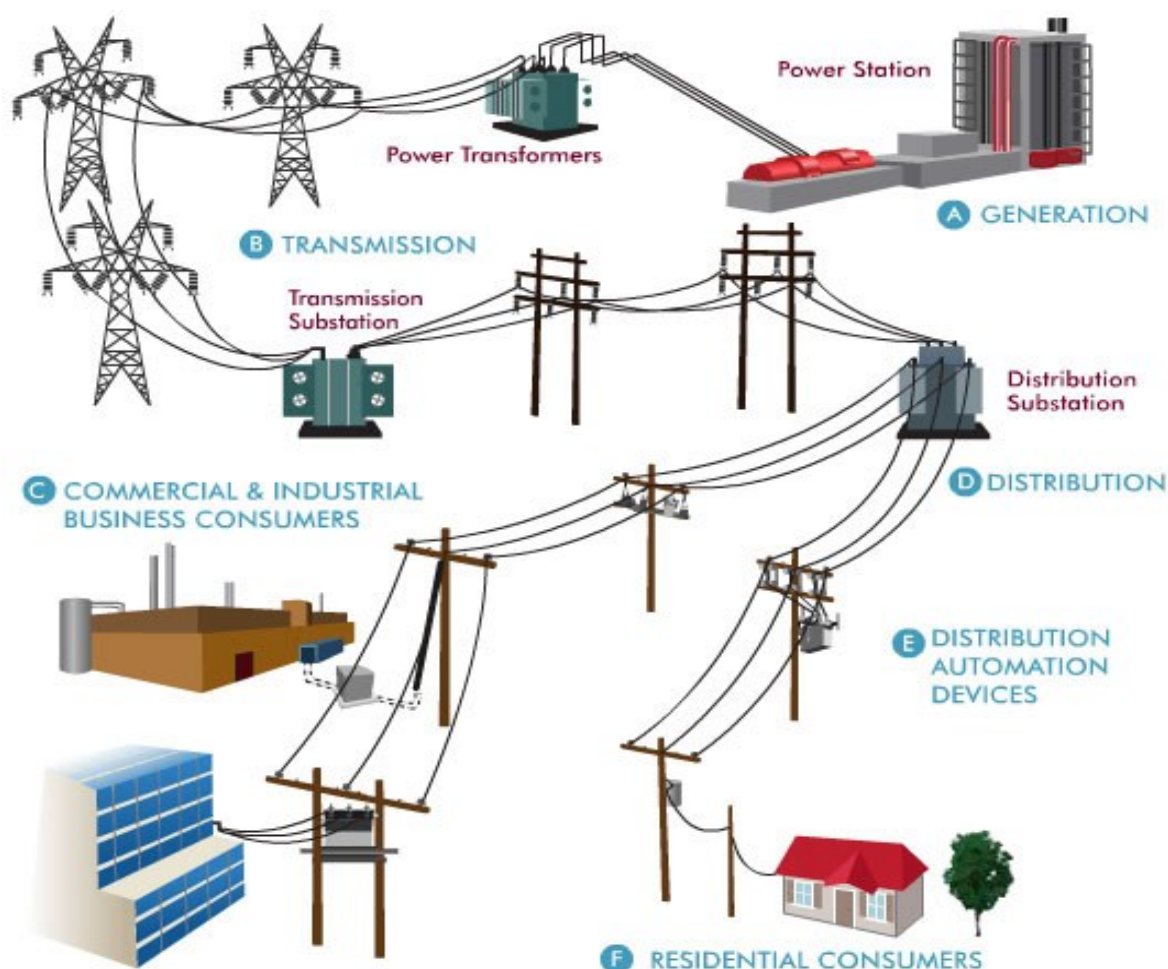 Power Station
Power Transformers
A GENERATION
B TRANSMISSION
Transmission
Substation
Distribution
Substation
C COMMERCIAL & INDUSTRIAL
BUSINESS CONSUMERS
D DISTRIBUTION
E DISTRIBUTION
AUTOMATION
DEVICES
F RESIDENTIAL CONSUMERS